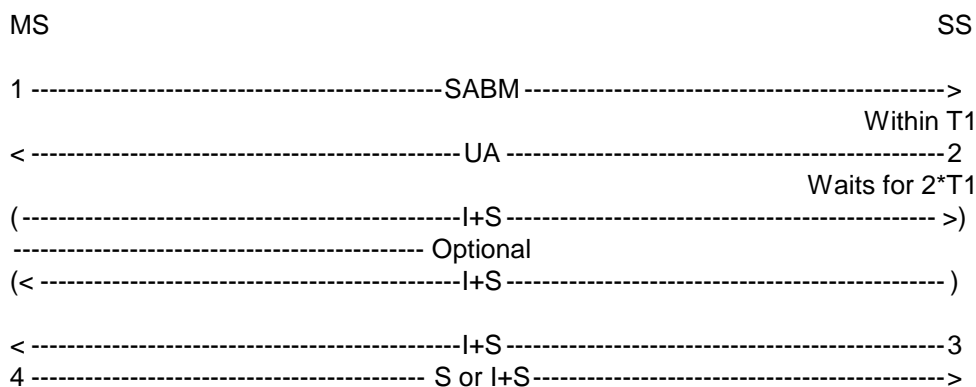 MS SS
1 ----------------------------------------------SABM -----------------------------------------------> 
Within T1
< ------------------------------------------------UA -------------------------------------------------2
Waits for 2*T1
( -------------------------------------------------I+S ------------------------------------------------ >)
---------------------------------------------- Optional
(< -----------------------------------------------I+S ------------------------------------------------- )
< ------------------------------------------------I+S -------------------------------------------------3
4 -------------------------------------------- S or I+S----------------------------------------------->